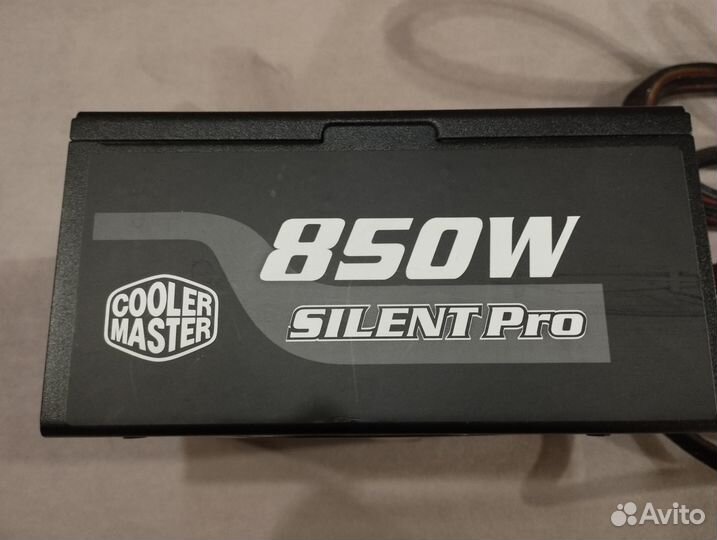 850W
SILENT Pro
COOLER
MASTER
Avito